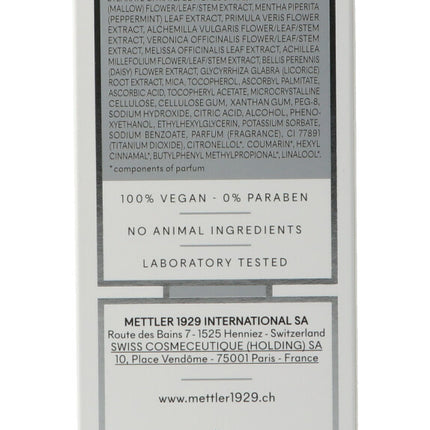 (MALLOW) FLOWER/LEAF/STEM EXTRACT, MENTHA PIPERITA
(PEPPERMINT) LEAF EXTRACT, PRIMULA VERIS FLOWER
EXTRACT, ALCHEMILLA VULGARIS FLOWER/LEAF/STEM
EXTRACT, VERONICA OFFICINALIS FLOWER/LEAF/STEM
EXTRACT, MELISSA OFFICINALIS LEAF EXTRACT, ACHILLEA
MILLEFOLIUM FLOWER/LEAF/STEM EXTRACT, BELLIS PERENNIS
(DAISY) FLOWER EXTRACT, GLYCYRRHIZA GLABRA (LICORICE)
ROOT EXTRACT, MICA, TOCOPHEROL, ASCORBYL PALMITATE,
ASCORBIC ACID, TOCOPHERYL ACETATE, MICROCRYSTALLINE
CELLULOSE, CELLULOSE GUM, XANTHAN GUM, PEG-8,
SODIUM HYDROXIDE, CITRIC ACID, ALCOHOL, PHENO-
XYETHANOL, ETHYLHEXYLGLYCERIN, POTASSIUM SORBATE,
SODIUM BENZOATE, PARFUM (FRAGRANCE), CI 77891
(TITANIUM DIOXIDE), CITRONELLOL*, COUMARIN*, HEXYL
CINNAMAL*, BUTYLPHENYL METHYLPROPIONAL*, LINALOOL*.
*components of parfum
100% VEGAN - 0% PARABEN
NO ANIMAL INGREDIENTS
LABORATORY TESTED
METTLER 1929 INTERNATIONAL SA
Route des Bains 7 - 1525 Henniez - Switzerland
SWISS COSMECEUTIQUE (HOLDING) SA
10, Place Vendôme - 75001 Paris - France
www.mettler1929.ch